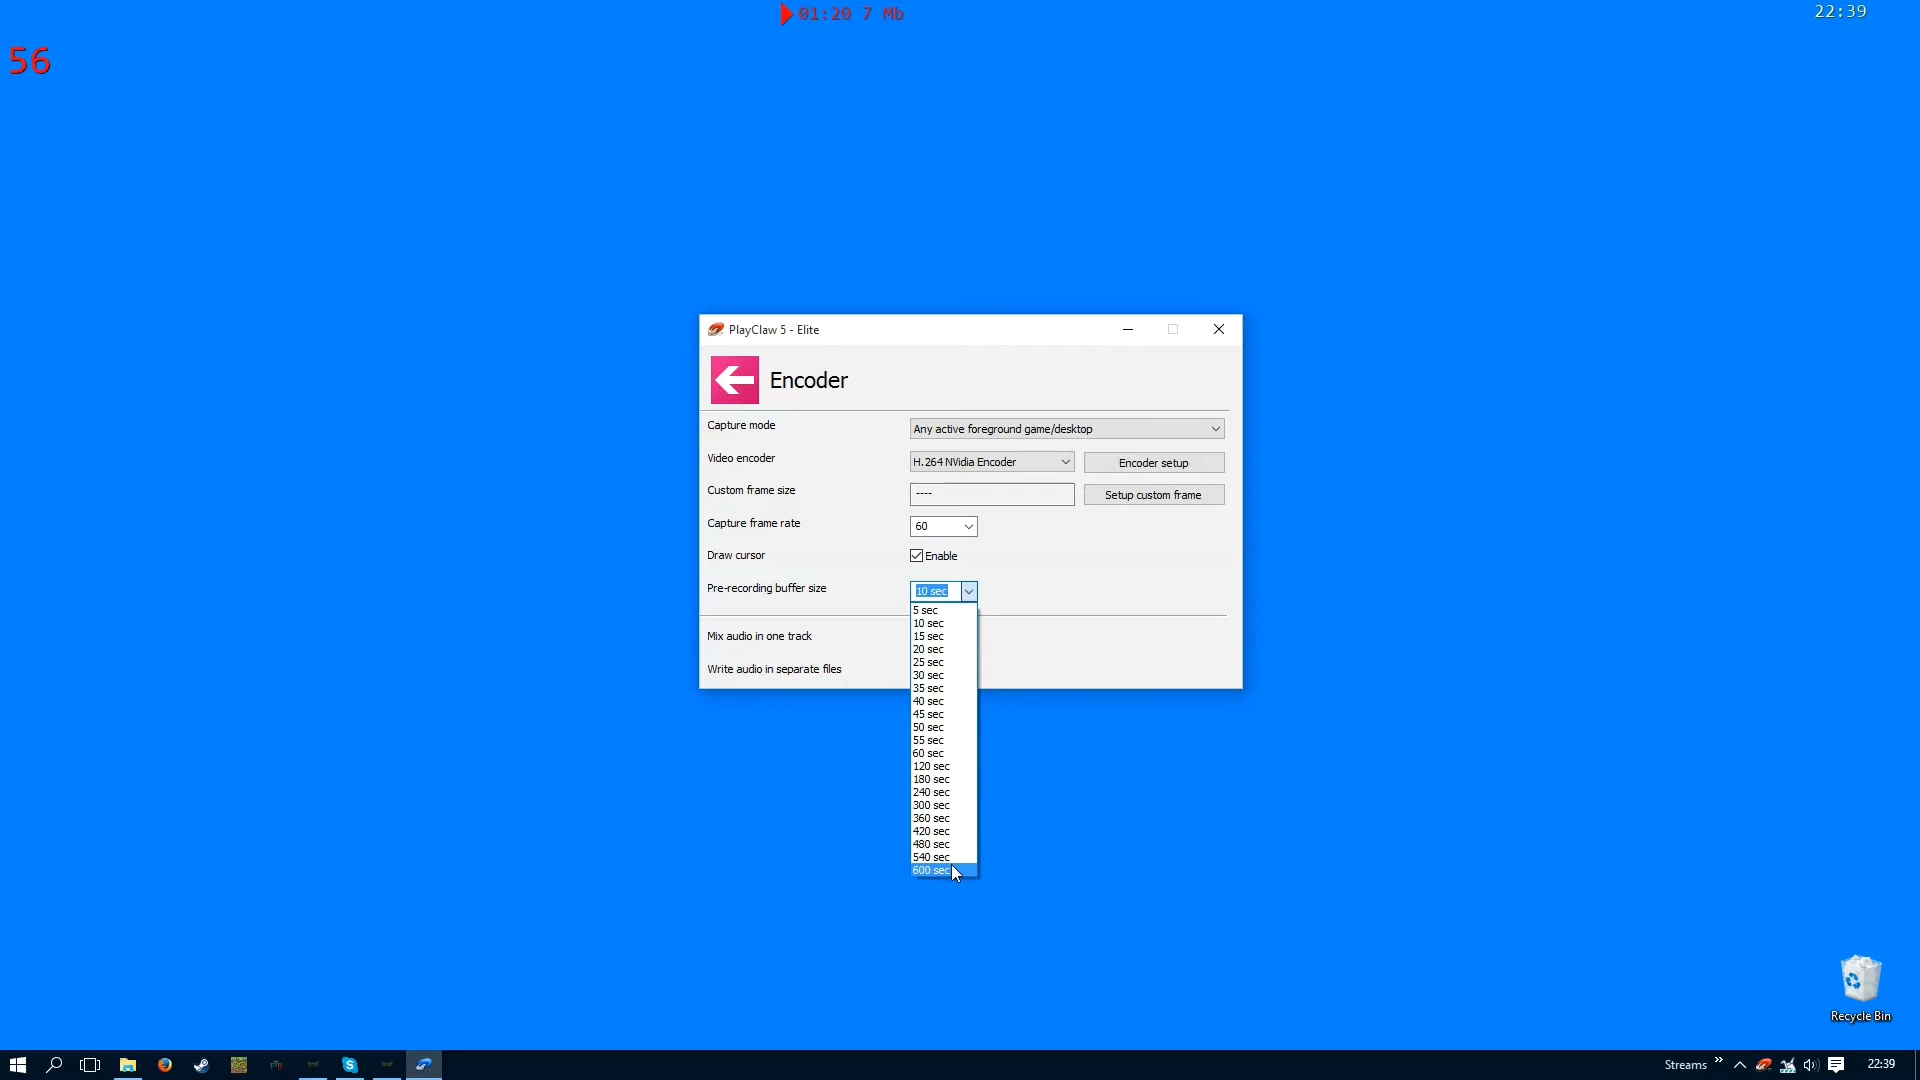 01:20 7 Mb
22:39
56
PlayClaw 5 - Elite
Encoder
Capture mode
Any active foreground game/desktop
Video encoder
H.264 NVidia Encoder
Encoder setup
Custom frame size
----
Setup custom frame
Capture frame rate
60
Draw cursor
Enable
Pre-recording buffer size
10 sec
5 sec
10 sec
15 sec
20 sec
25 sec
30 sec
35 sec
40 sec
45 sec
50 sec
55 sec
60 sec
120 sec
180 sec
240 sec
300 sec
360 sec
420 sec
480 sec
540 sec
600 sec
Mix audio in one track
Write audio in separate files
Recycle Bin
Streams
22:39